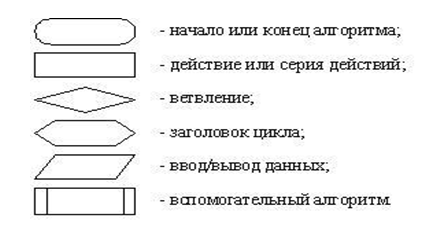 - начало или конец алгоритма;
- действие или серия действий;
- ветвление;
- заголовок цикла;
- ввод/вывод данных;
- вспомогательный алгоритм.